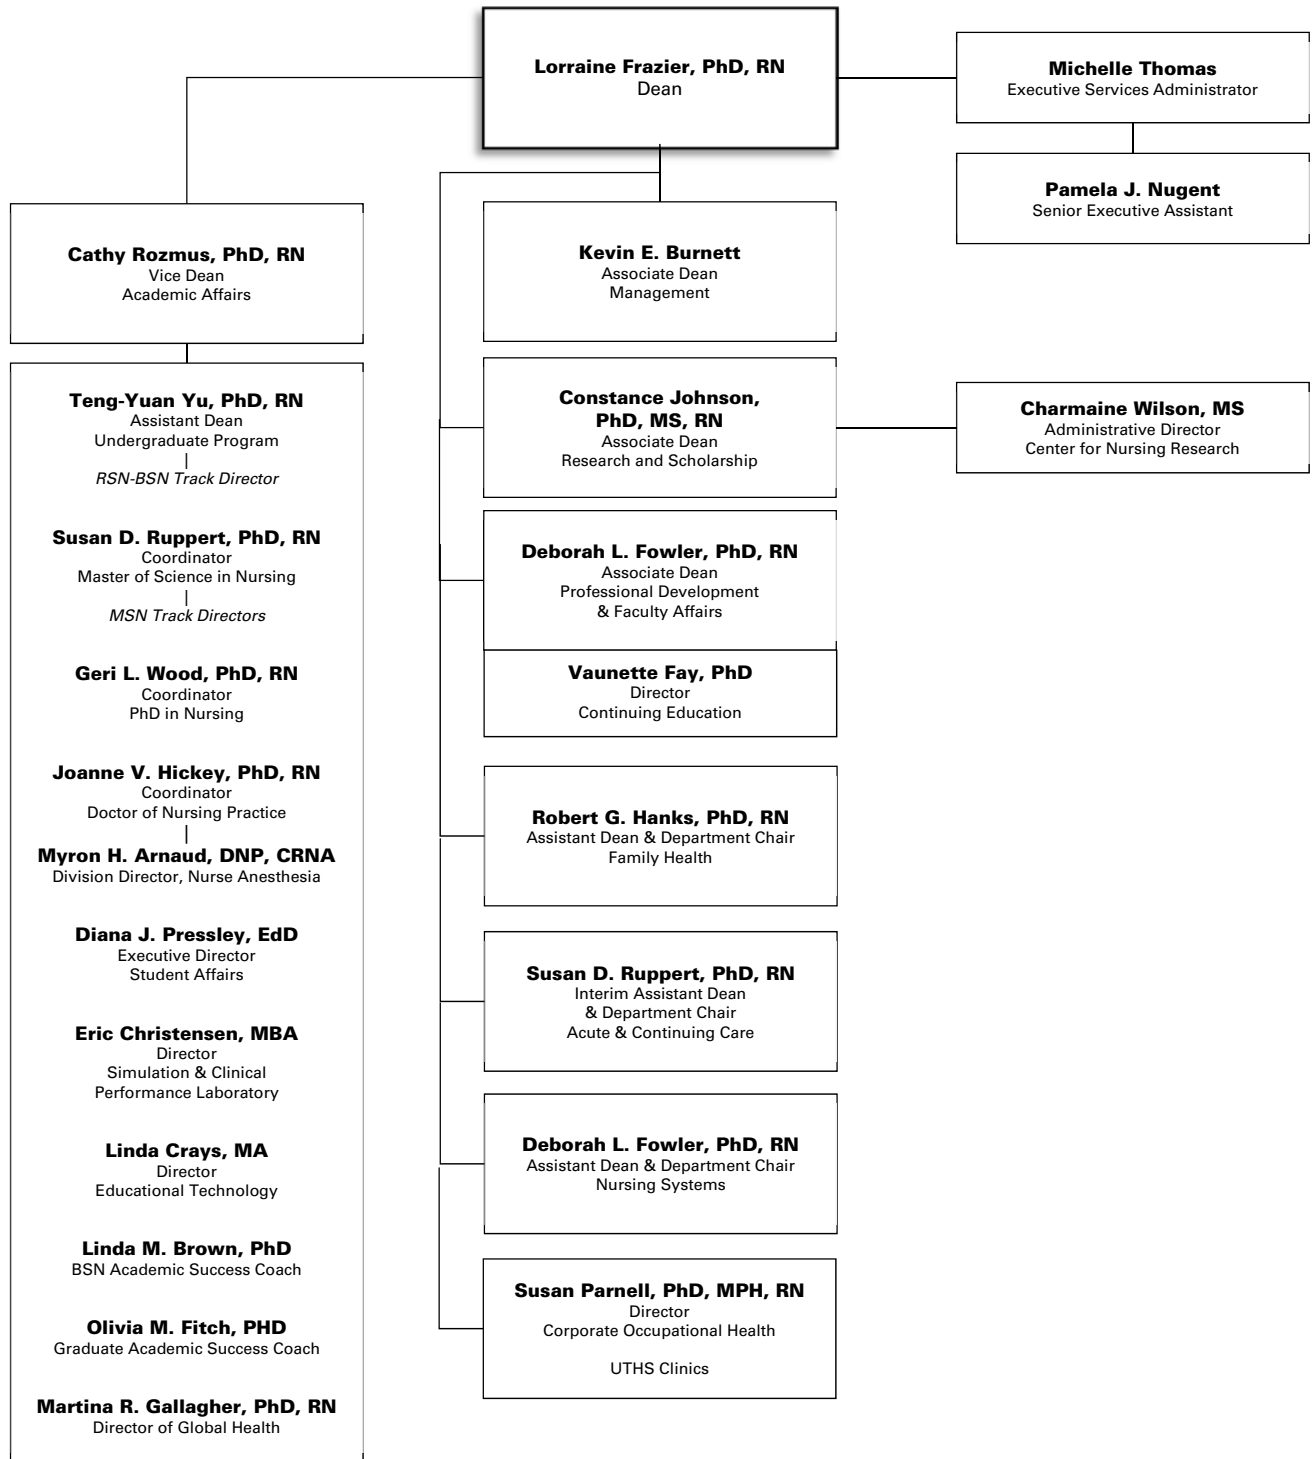 Lorraine Frazier, PhD, RN
Dean
Michelle Thomas
Executive Services Administrator
Pamela J. Nugent
Senior Executive Assistant
Cathy Rozmus, PhD, RN
Vice Dean
Academic Affairs
Teng-Yuan Yu, PhD, RN
Assistant Dean
Undergraduate Program
RSN-BSN Track Director
Susan D. Ruppert, PhD, RN
Coordinator
Master of Science in Nursing
MSN Track Directors
Geri L. Wood, PhD, RN
Coordinator
PhD in Nursing
Joanne V. Hickey, PhD, RN
Coordinator
Doctor of Nursing Practice
Myron H. Arnaud, DNP, CRNA
Division Director, Nurse Anesthesia
Diana J. Pressley, EdD
Executive Director
Student Affairs
Eric Christensen, MBA
Director
Simulation & Clinical
Performance Laboratory
Linda Crays, MA
Director
Educational Technology
Linda M. Brown, PhD
BSN Academic Success Coach
Olivia M. Fitch, PHD
Graduate Academic Success Coach
Martina R. Gallagher, PhD, RN
Director of Global Health
Kevin E. Burnett
Associate Dean
Management
Constance Johnson,
PhD, MS, RN
Associate Dean
Research and Scholarship
Charmaine Wilson, MS
Administrative Director
Center for Nursing Research
Deborah L. Fowler, PhD, RN
Associate Dean
Professional Development
& Faculty Affairs
Vaunette Fay, PhD
Director
Continuing Education
Robert G. Hanks, PhD, RN
Assistant Dean & Department Chair
Family Health
Susan D. Ruppert, PhD, RN
Interim Assistant Dean
& Department Chair
Acute & Continuing Care
Deborah L. Fowler, PhD, RN
Assistant Dean & Department Chair
Nursing Systems
Susan Parnell, PhD, MPH, RN
Director
Corporate Occupational Health
UTHS Clinics